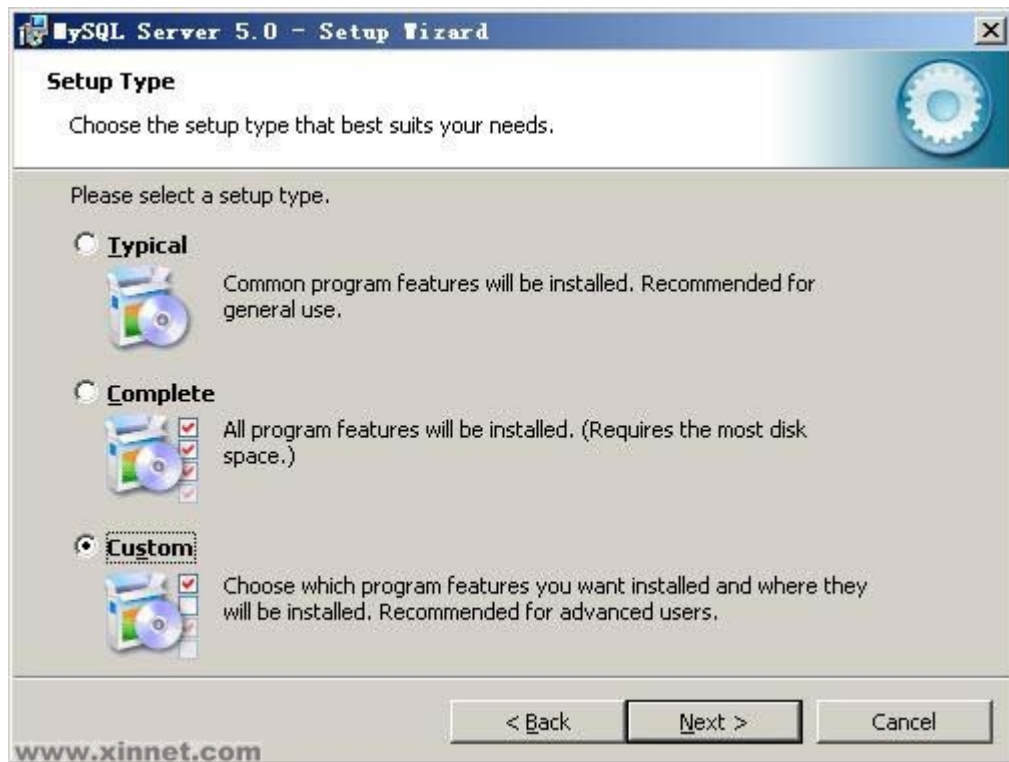 MySQL Server 5.0 - Setup Wizard
Setup Type
Choose the setup type that best suits your needs.
Please select a setup type.
Typical
Common program features will be installed. Recommended for
general use.
Complete
All program features will be installed. (Requires the most disk
space.)
Custom
Choose which program features you want installed and where they
will be installed. Recommended for advanced users.
< Back
Next >
Cancel
www.xinnet.com